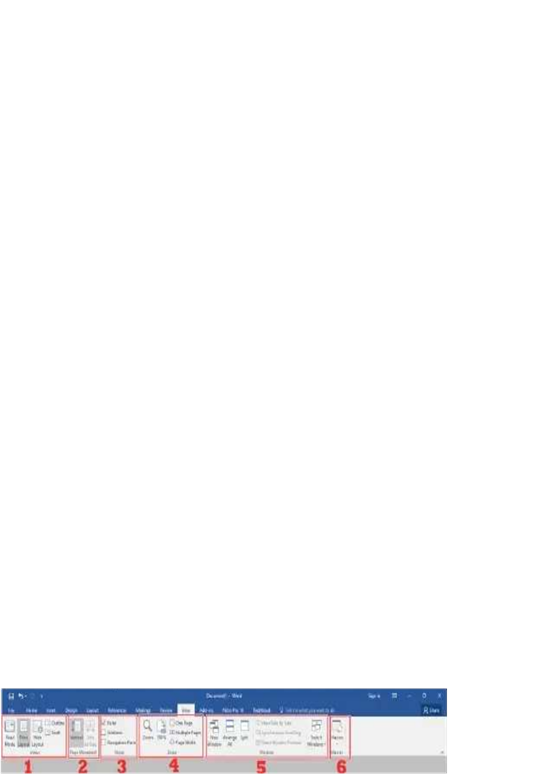 Document1 - Word
Sign in
File Home Insert Design Layout References Mailings Review View Add-ins Nitro Pro 10 Tell me what you want to do Share
Read Mode Print Layout Web Layout Outline Draft
Vertical Side to Side
Ruler Gridlines Navigation Pane
Zoom 100% One Page Multiple Pages Page Width
New Window Arrange All Split View Side by Side Synchronous Scrolling Reset Window Position Switch Windows
Macros
Views Page Movement Show Zoom Window Macros
1 2 3 4 5 6